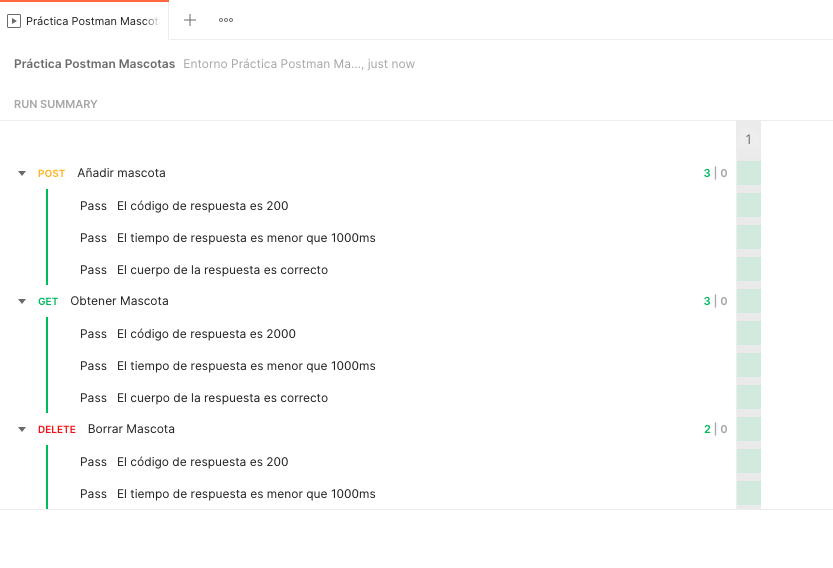 Práctica Postman Mascot
Práctica Postman Mascotas Entorno Práctica Postman Ma..., just now
RUN SUMMARY
1
POST Añadir mascota 3 | 0
Pass El código de respuesta es 200
Pass El tiempo de respuesta es menor que 1000ms
Pass El cuerpo de la respuesta es correcto
GET Obtener Mascota 3 | 0
Pass El código de respuesta es 2000
Pass El tiempo de respuesta es menor que 1000ms
Pass El cuerpo de la respuesta es correcto
DELETE Borrar Mascota 2 | 0
Pass El código de respuesta es 200
Pass El tiempo de respuesta es menor que 1000ms